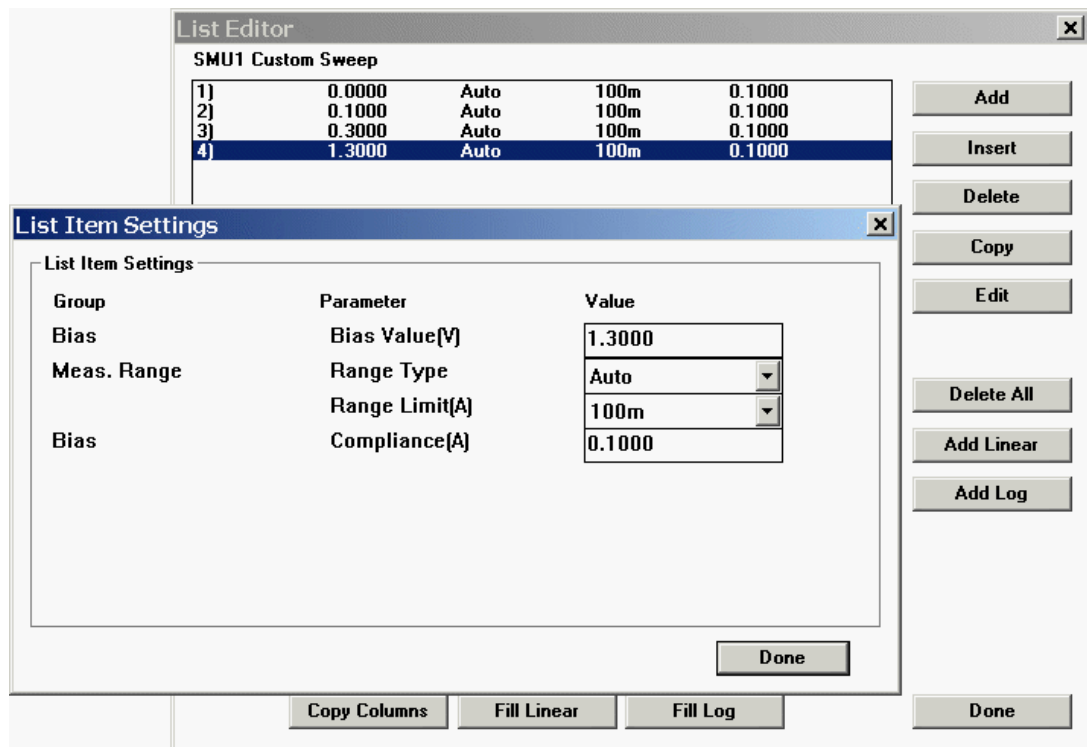 List Editor
SMU1 Custom Sweep
1) 0.0000 Auto 100m 0.1000
2) 0.1000 Auto 100m 0.1000
3) 0.3000 Auto 100m 0.1000
4) 1.3000 Auto 100m 0.1000
Add
Insert
Delete
Copy
Edit
Delete All
Add Linear
Add Log
List Item Settings
List Item Settings
Group Parameter Value
Bias Bias Value(V) 1.3000
Meas. Range Range Type Auto
Range Limit(A) 100m
Bias Compliance(A) 0.1000
Done
Copy Columns Fill Linear Fill Log Done